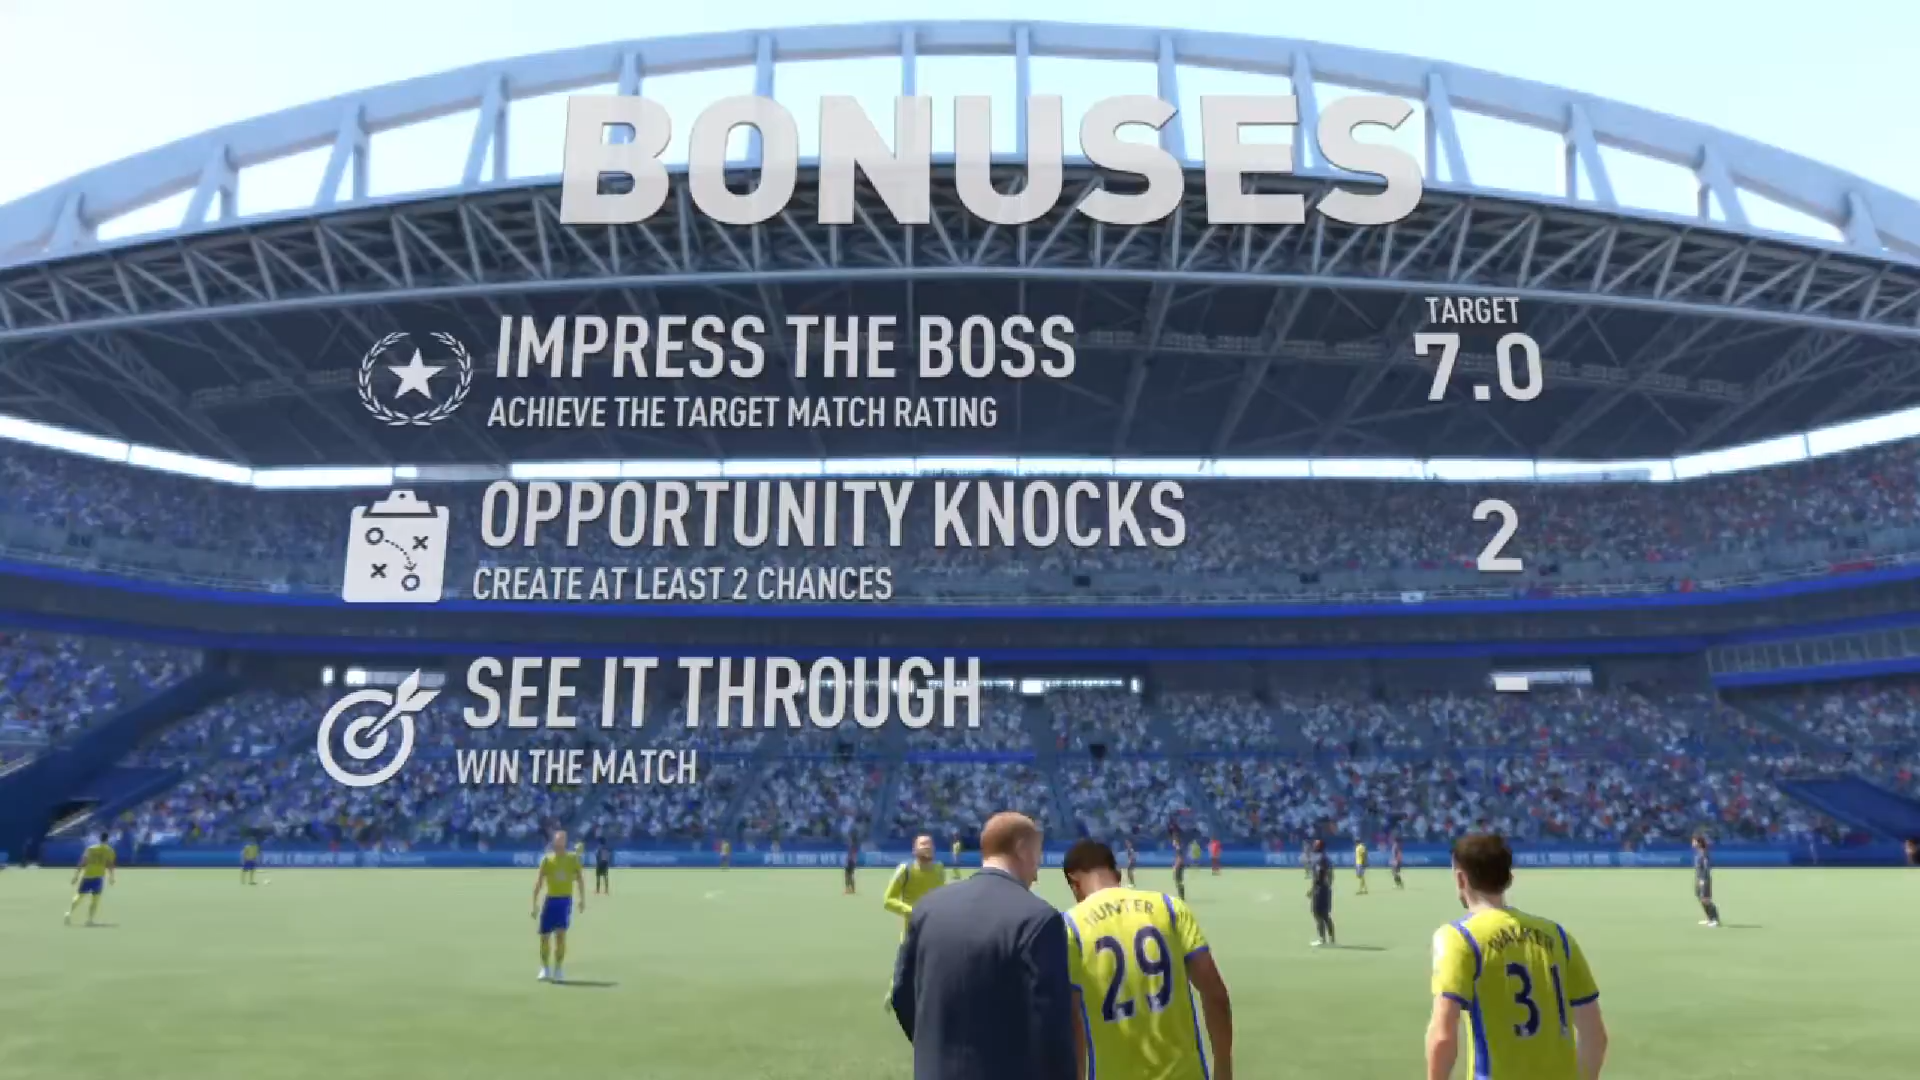 BONUSES
TARGET
IMPRESS THE BOSS
7.0
ACHIEVE THE TARGET MATCH RATING
OPPORTUNITY KNOCKS
2
CREATE AT LEAST 2 CHANCES
SEE IT THROUGH
WIN THE MATCH
HUNTER
29
WALKER
31